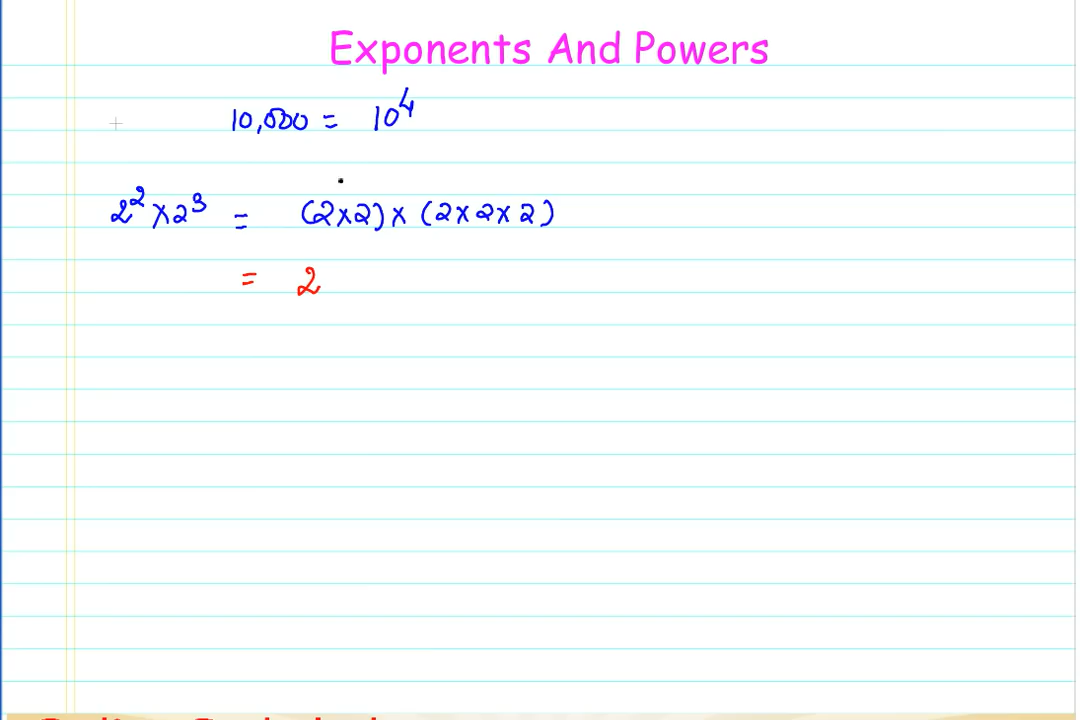 Exponents And Powers
10,000 = 10⁴
2² × 2³ = (2×2) × (2×2×2)
= 2